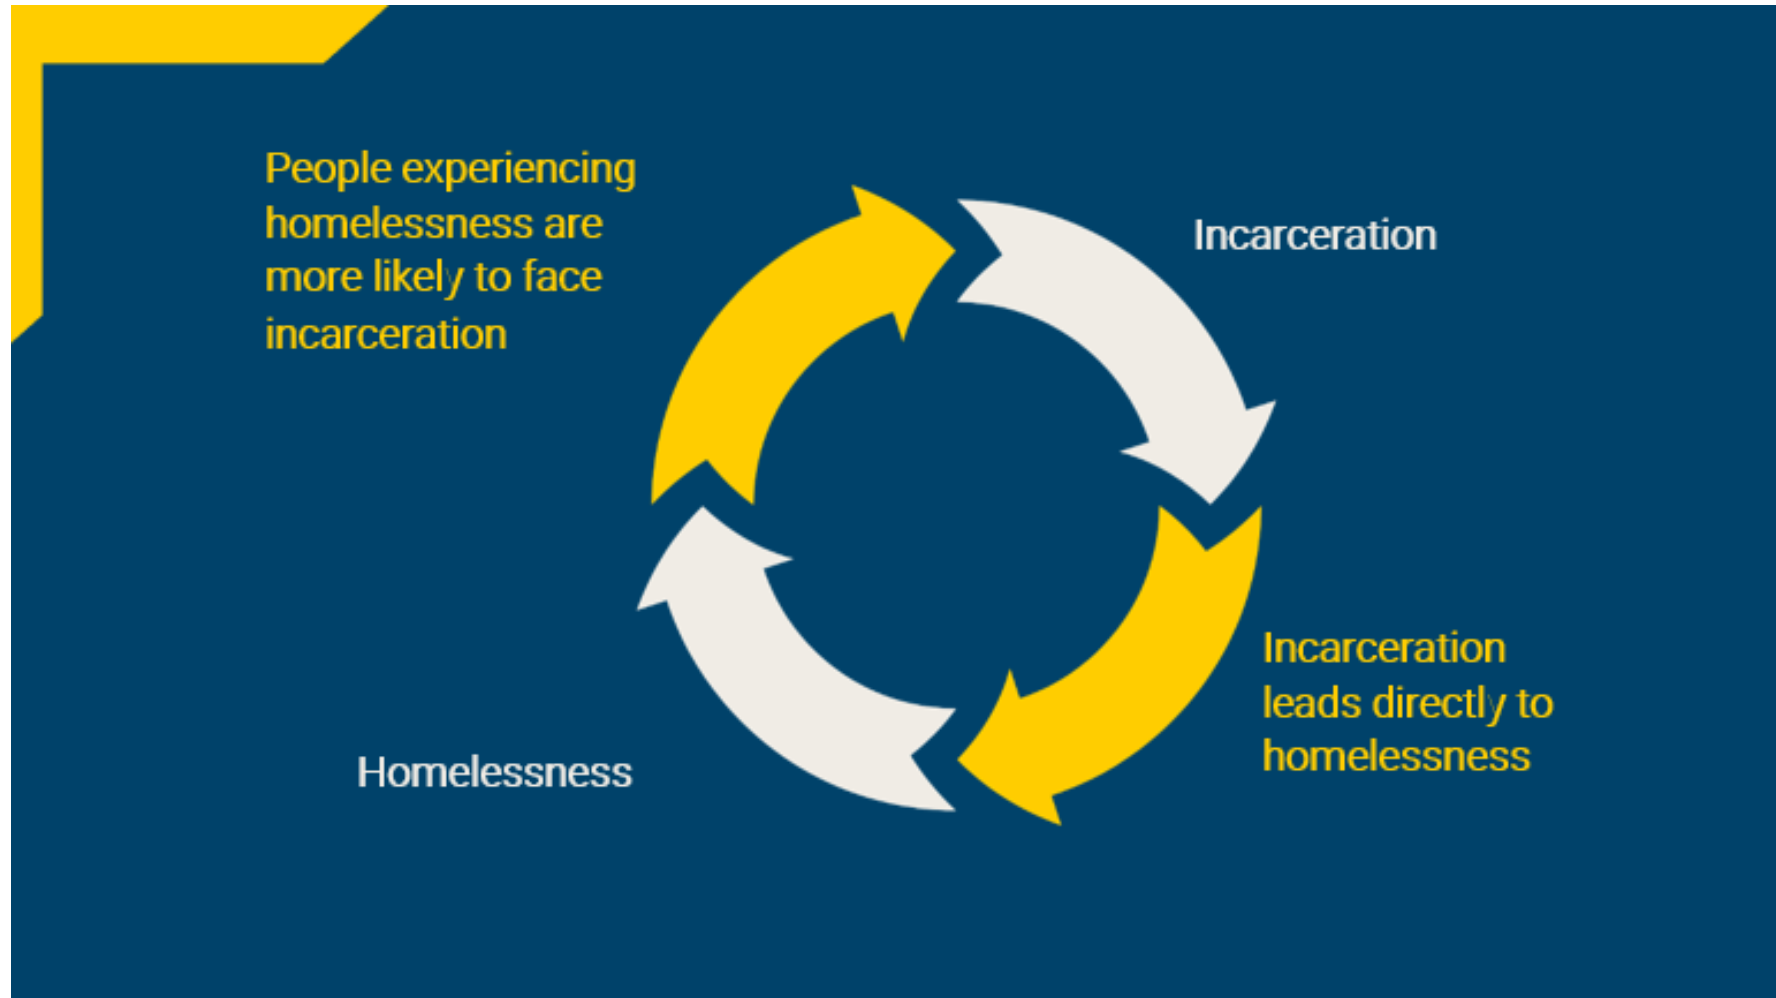 People experiencing
homelessness are
more likely to face
incarceration
Incarceration
Incarceration
leads directly to
homelessness
Homelessness